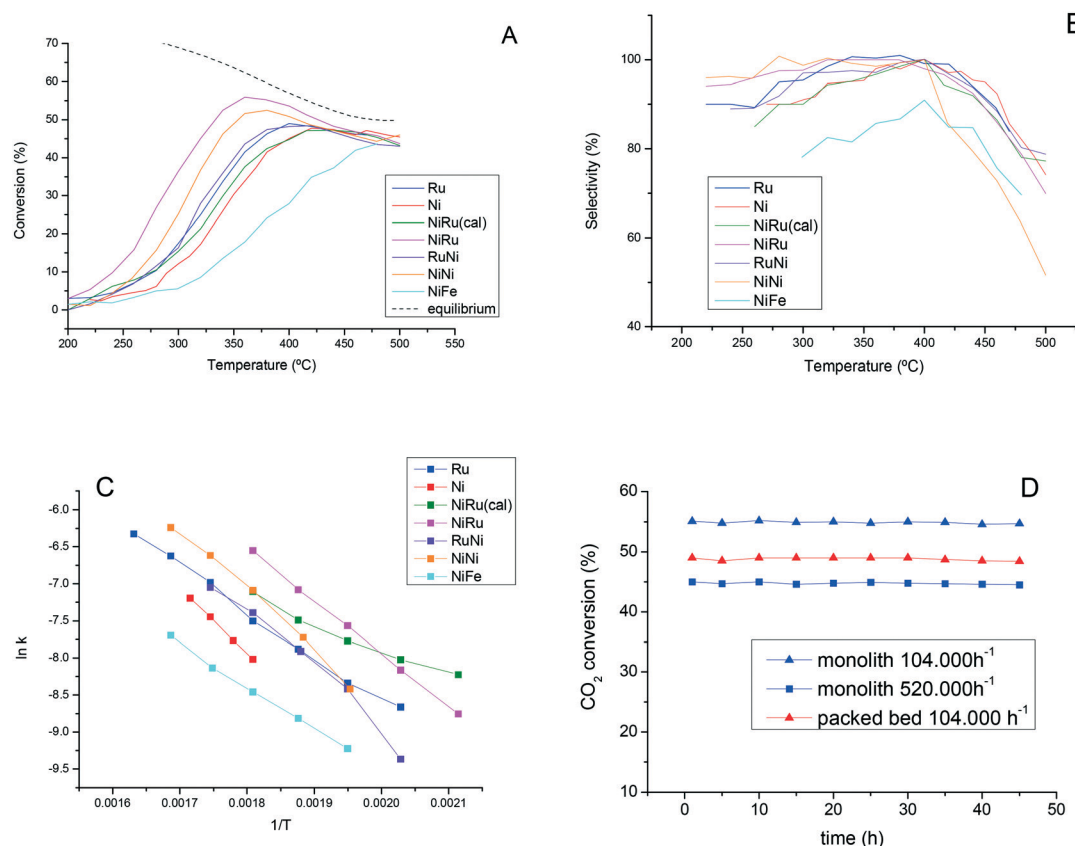 A
70
60
50
40
30
20
10
0
Conversion (%)
200 250 300 350 400 450 500 550
Temperature (ºC)
Ru
Ni
NiRu(cal)
NiRu
RuNi
NiNi
NiFe
equilibrium
B
100
80
60
40
Selectivity (%)
200 250 300 350 400 450 500
Temperature (ºC)
Ru
Ni
NiRu(cal)
NiRu
RuNi
NiNi
NiFe
C
-6.0
-6.5
-7.0
-7.5
-8.0
-8.5
-9.0
-9.5
ln k
0.0016 0.0017 0.0018 0.0019 0.0020 0.0021
1/T
Ru
Ni
NiRu(cal)
NiRu
RuNi
NiNi
NiFe
D
60
50
40
30
20
10
CO₂ conversion (%)
0 10 20 30 40 50
time (h)
monolith 104.000h⁻¹
monolith 520.000h⁻¹
packed bed 104.000 h⁻¹